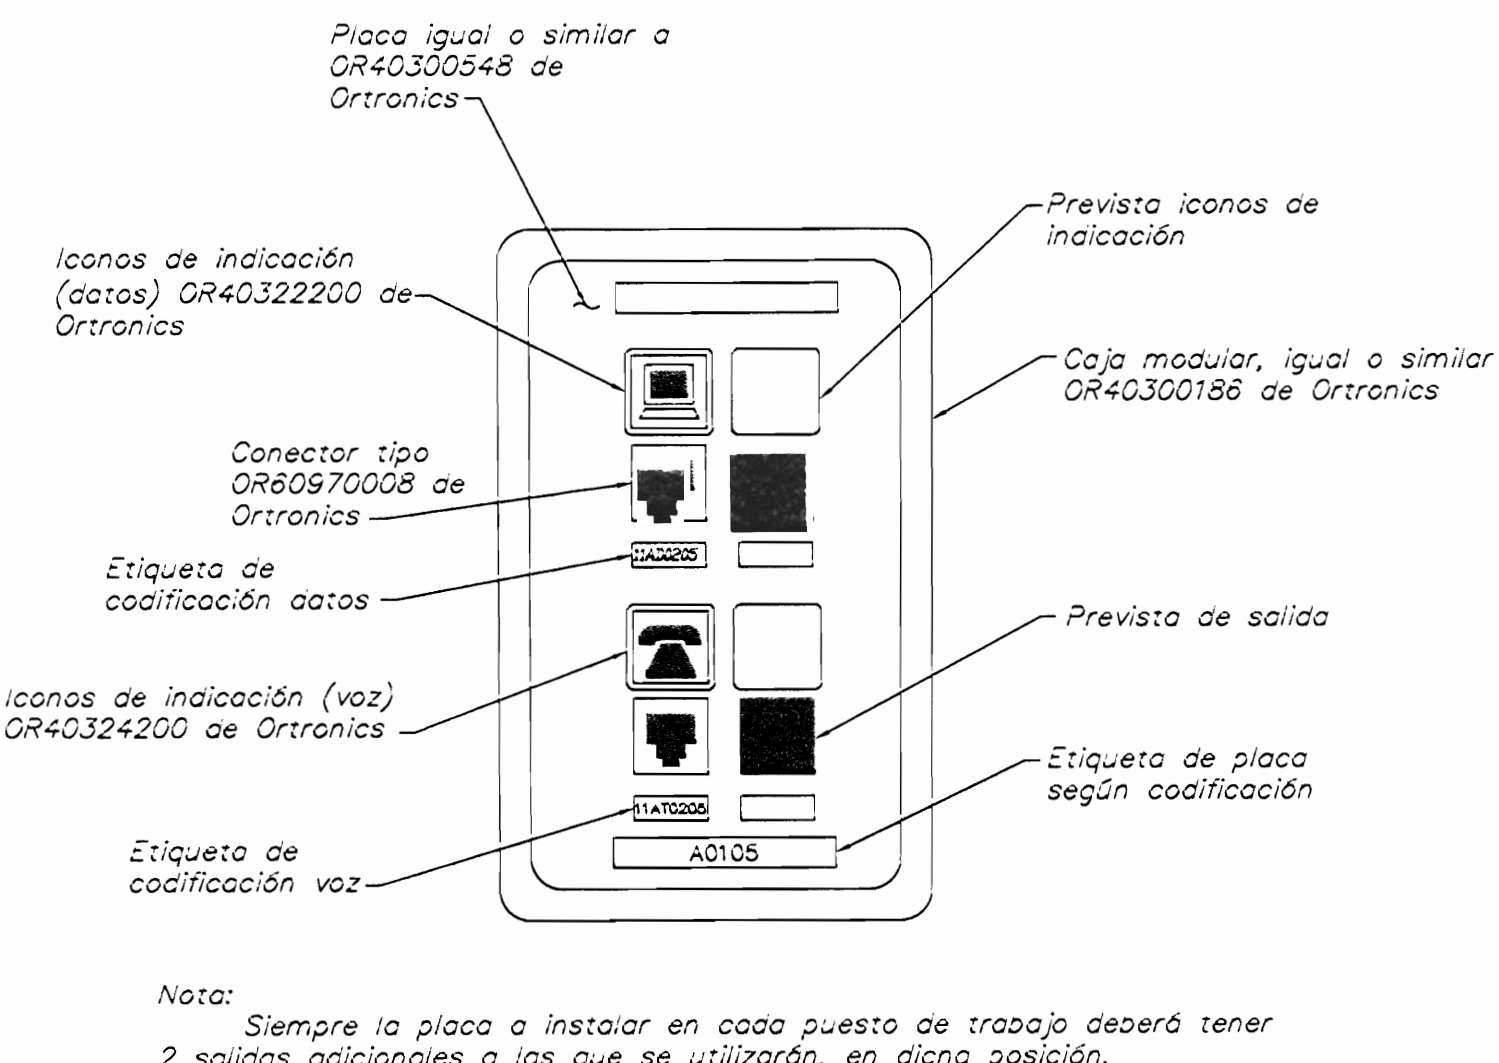 Placa igual o similar a
OR40300548 de
Ortronics
Prevista iconos de
indicación
Iconos de indicación
(datos) OR40322200 de
Ortronics
Caja modular, igual o similar
OR40300186 de Ortronics
Conector tipo
OR60970008 de
Ortronics
11AD0205
Etiqueta de
codificación datos
Prevista de salida
Iconos de indicación (voz)
OR40324200 de Ortronics
Etiqueta de placa
según codificación
11AT0205
A0105
Etiqueta de
codificación voz
Nota:
Siempre la placa a instalar en cada puesto de trabajo deberá tener
2 salidas adicionales a las que se utilizarán, en dicha posición.